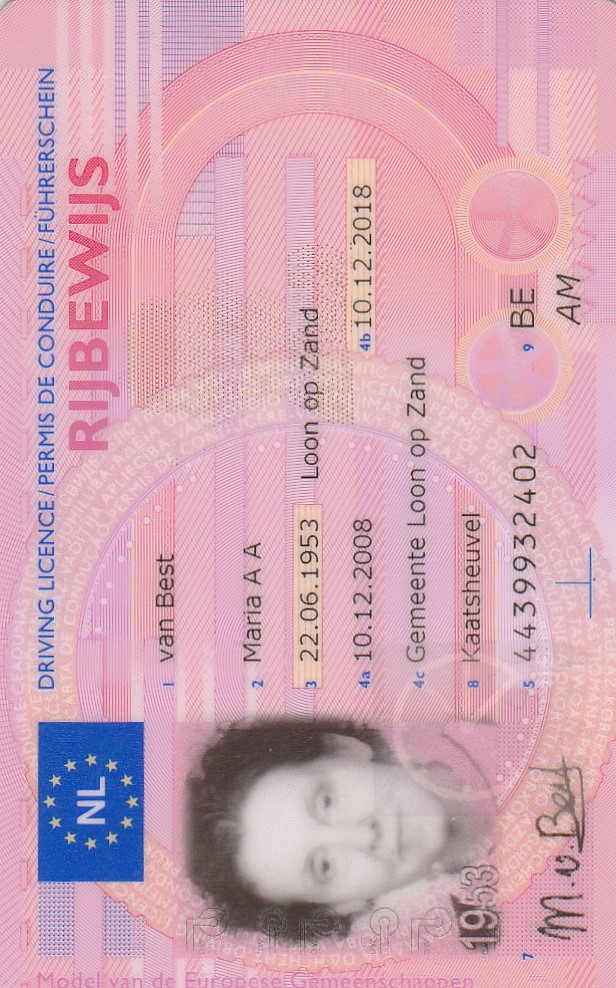 DRIVING LICENCE/PERMIS DE CONDUIRE/FÜHRERSCHEIN
RIJBEWIJS
NL
1 van Best
2 Maria A A
3 22.06.1953 Loon op Zand
4a 10.12.2008 4b 10.12.2018
4c Gemeente Loon op Zand
8 Kaatsheuvel
5 4439932402 9 BE
AM
1953
7 M.v.Best
Model van de Europese Gemeenschappen